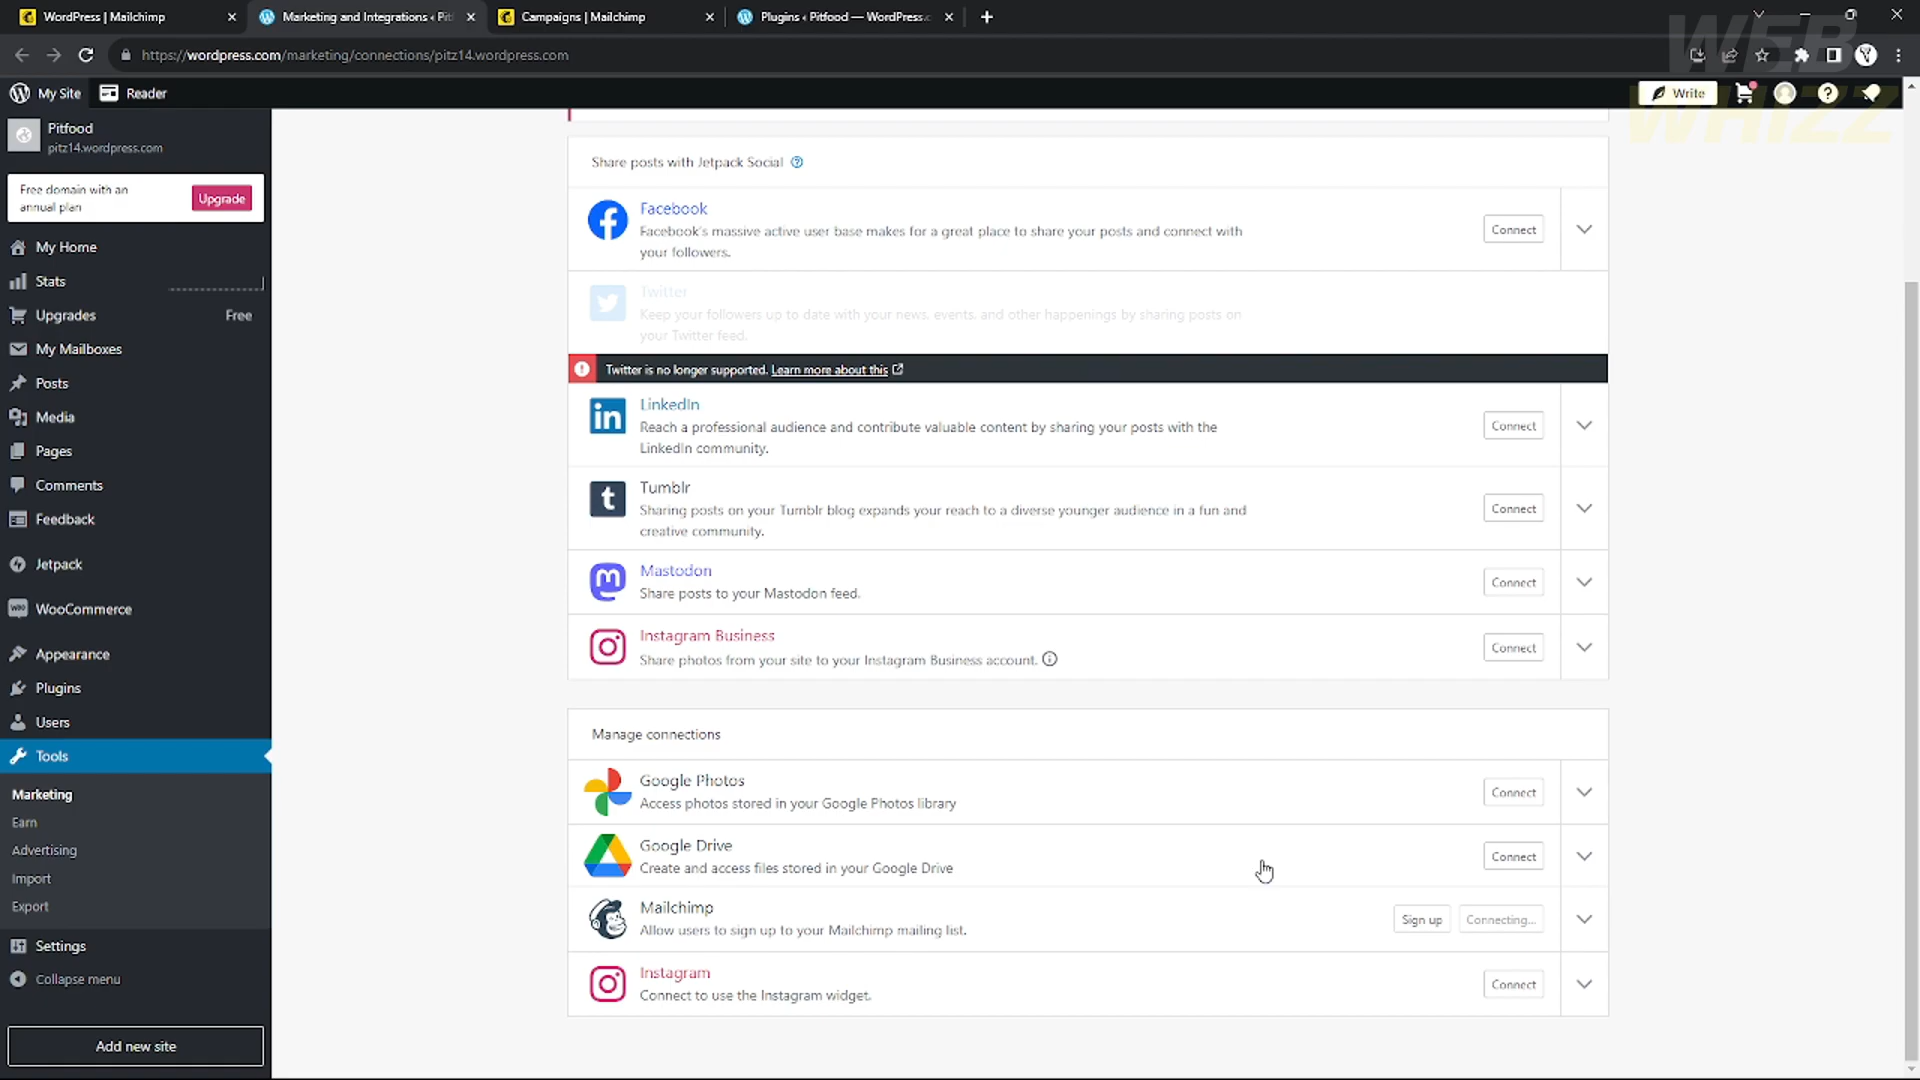 WordPress | Mailchimp
Marketing and Integrations ‹ Pit
Campaigns | Mailchimp
Plugins ‹ Pitfood — WordPress.c
https://wordpress.com/marketing/connections/pitz14.wordpress.com
WEB
WHIZZ
My Site
Reader
Write
Pitfood
pitz14.wordpress.com
Free domain with an
annual plan
Upgrade
My Home
Stats
Upgrades
Free
My Mailboxes
Posts
Media
Pages
Comments
Feedback
Jetpack
WooCommerce
Appearance
Plugins
Users
Tools
Marketing
Earn
Advertising
Import
Export
Settings
Collapse menu
Add new site
Share posts with Jetpack Social
Facebook
Facebook's massive active user base makes for a great place to share your posts and connect with
your followers.
Connect
Twitter
Keep your followers up to date with your news, events, and other happenings by sharing posts on
your Twitter feed.
Twitter is no longer supported. Learn more about this
LinkedIn
Reach a professional audience and contribute valuable content by sharing your posts with the
LinkedIn community.
Connect
Tumblr
Sharing posts on your Tumblr blog expands your reach to a diverse younger audience in a fun and
creative community.
Connect
Mastodon
Share posts to your Mastodon feed.
Connect
Instagram Business
Share photos from your site to your Instagram Business account.
Connect
Manage connections
Google Photos
Access photos stored in your Google Photos library
Connect
Google Drive
Create and access files stored in your Google Drive
Connect
Mailchimp
Allow users to sign up to your Mailchimp mailing list.
Sign up
Connecting...
Instagram
Connect to use the Instagram widget.
Connect